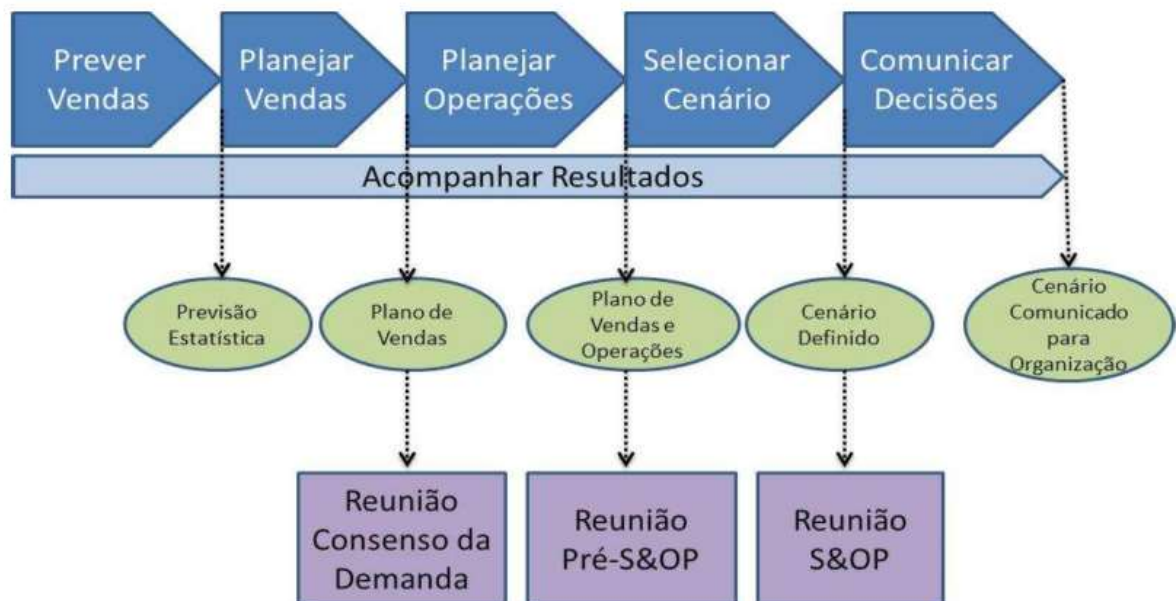 Prever
Vendas
Planejar
Vendas
Planejar
Operações
Selecionar
Cenário
Comunicar
Decisões
Acompanhar Resultados
Previsão
Estatística
Plano de
Vendas
Plano de
Vendas e
Operações
Cenário
Definido
Cenário
Comunicado
para
Organização
Reunião
Consenso da
Demanda
Reunião
Pré-S&OP
Reunião
S&OP